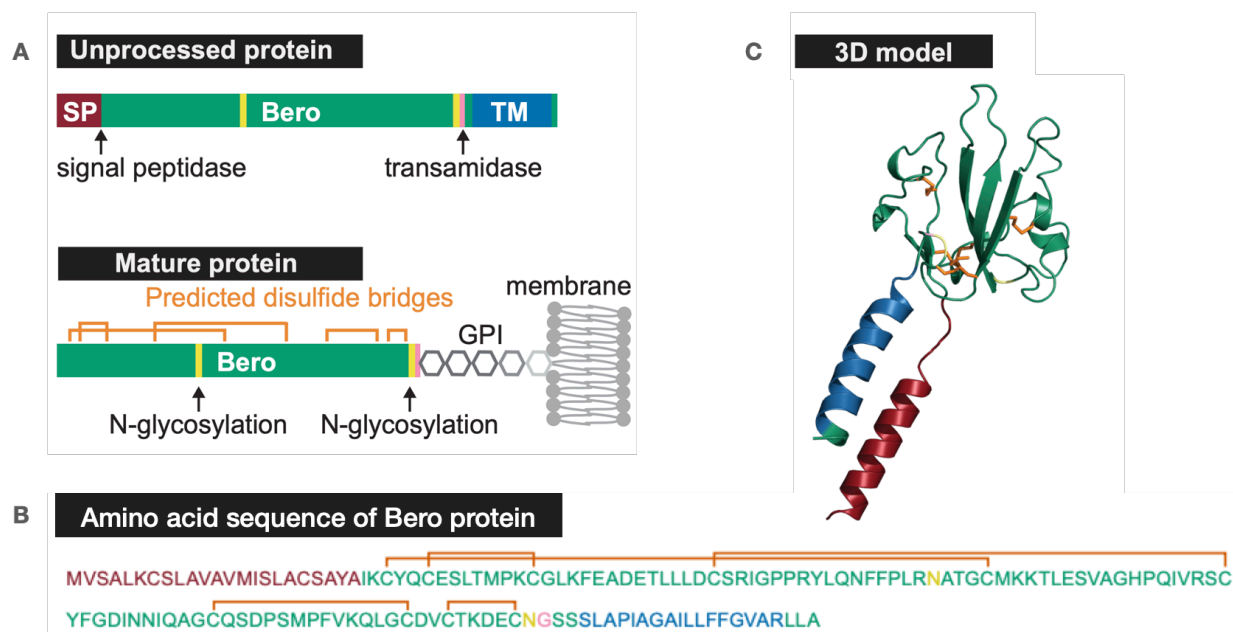 A
Unprocessed protein
SP
Bero
TM
signal peptidase
transamidase
Mature protein
Predicted disulfide bridges
membrane
GPI
Bero
N-glycosylation
N-glycosylation
C
3D model
B
Amino acid sequence of Bero protein
MVSALKCSLAVAVMISLACSAYAIKCYQCESLTMPKCGLKFEADETLLLDCSRIGPPRYLQNFFPLRNATGCMKKTLESVAGHPQIVRSC
YFGDINNIQAGCQSDPSMPFVKQLGCDVCTKDECNGSSSSLAPIAGAILLFFGVARLLA